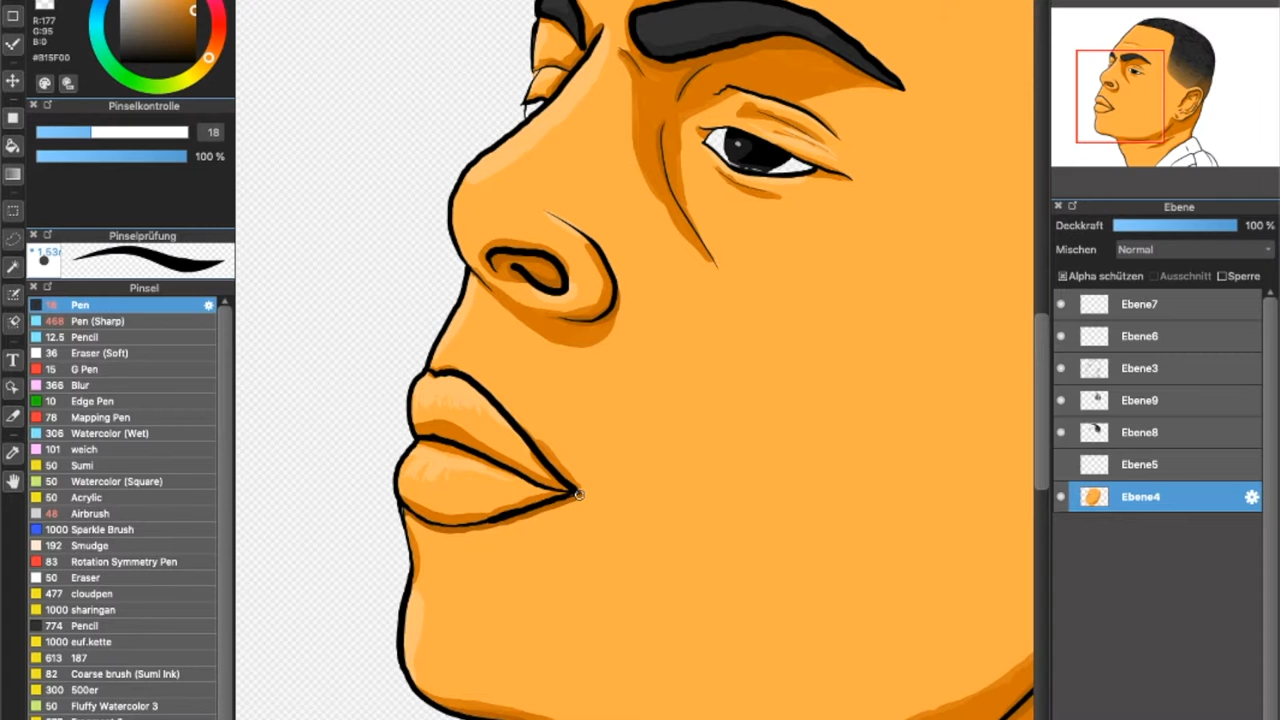 R:177
G:95
B:0
#B15F00
Pinselkontrolle
18
100 %
Pinselprüfung
* 1.53
Pinsel
18 Pen
468 Pen (Sharp)
12.5 Pencil
36 Eraser (Soft)
15 G Pen
366 Blur
10 Edge Pen
78 Mapping Pen
306 Watercolor (Wet)
101 weich
50 Sumi
50 Watercolor (Square)
50 Acrylic
48 Airbrush
1000 Sparkle Brush
192 Smudge
83 Rotation Symmetry Pen
50 Eraser
477 cloudpen
1000 sharingan
774 Pencil
1000 euf.kette
613 187
82 Coarse brush (Sumi Ink)
300 500er
50 Fluffy Watercolor 3
T
Ebene
Deckkraft 100 %
Mischen Normal
Alpha schützen Ausschnitt Sperre
Ebene7
Ebene6
Ebene3
Ebene9
Ebene8
Ebene5
Ebene4